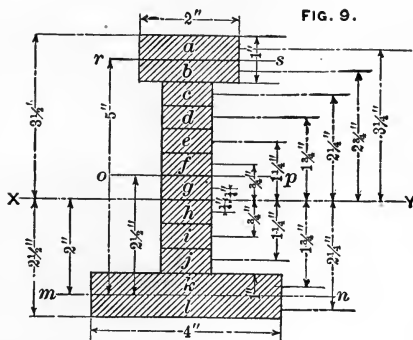 2"
FIG. 9.
a
1"
r
s
b
c
3½"
5"
d
e
1¼"
1¾"
2¼"
2¾"
3¼"
f
¾"
o
p
g
¼"
X
Y
h
¼"
¾"
1¼"
1¾"
2¼"
2½"
2"
2½"
i
j
k
1"
m
n
l
4"